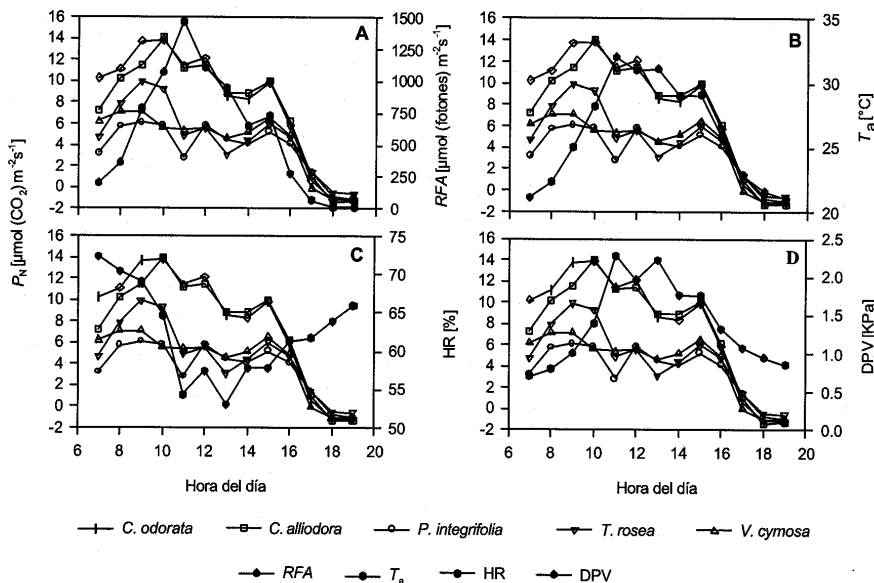 A
B
C
D
16 14 12 10 8 6 4 2 0 -2
1500 1250 1000 750 500 250 0
16 14 12 10 8 6 4 2 0 -2
35 30 25 20
P_N [µmol (CO₂) m⁻²s⁻¹
RFA [µmol (fotones) m⁻²s⁻¹
T_a [°C]
16 14 12 10 8 6 4 2 0 -2
75 70 65 60 55 50
HR [%]
16 14 12 10 8 6 4 2 0 -2
2.5 2.0 1.5 1.0 0.5 0.0
DPV [KPa]
6 8 10 12 14 16 18 20
6 8 10 12 14 16 18 20
Hora del día
Hora del día
C. odorata C. alliodora P. integrifolia T. rosea V. cymosa
RFA T_a HR DPV